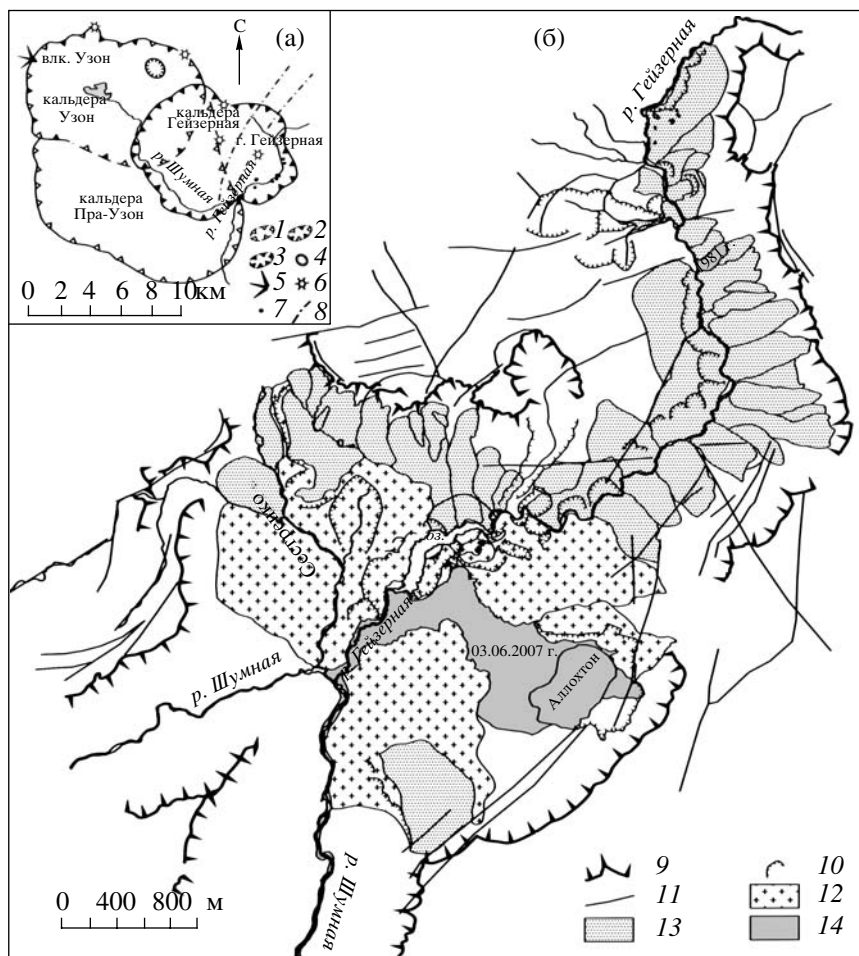 (а)
С
влк. Узон
кальдера
Узон
кальдера
Гейзерная
г. Гейзерная
р. Шумная
р. Гейзерная
кальдера
Пра-Узон
1
2
3
4
5
6
7
8
0 2 4 6 8 10 км
(б)
р. Гейзерная
981
Сестренко
оз.
р. Гейзерная
03.06.2007 г.
Аллохтон
р. Шумная
р. Шумная
0 400 800 м
9
10
11
12
13
14